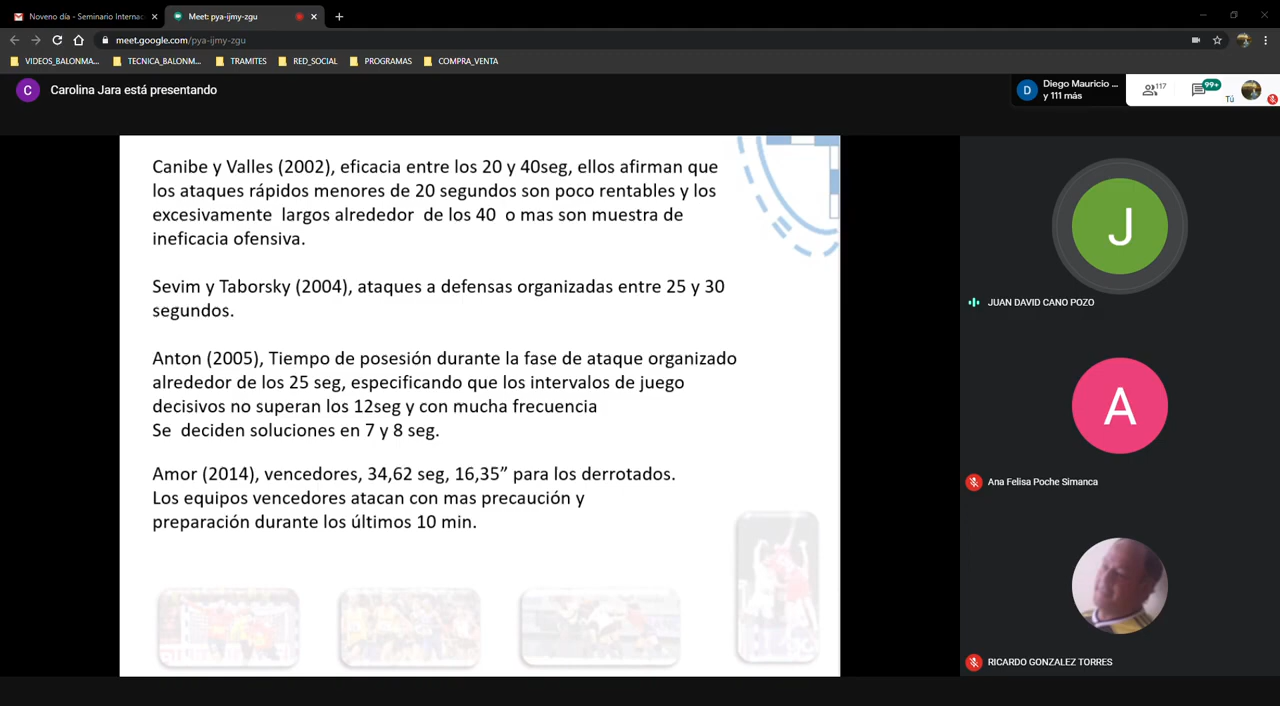 Noveno día - Seminario Internac
Meet: pya-ijmy-zgu
meet.google.com/pya-ijmy-zgu
VIDEOS_BALONMA...
TECNICA_BALONM...
TRAMITES
RED_SOCIAL
PROGRAMAS
COMPRA_VENTA
C
Carolina Jara está presentando
D
Diego Mauricio ...
y 111 más
117
99+
Tú
Canibe y Valles (2002), eficacia entre los 20 y 40seg, ellos afirman que
los ataques rápidos menores de 20 segundos son poco rentables y los
excesivamente largos alrededor de los 40 o mas son muestra de
ineficacia ofensiva.
Sevim y Taborsky (2004), ataques a defensas organizadas entre 25 y 30
segundos.
Anton (2005), Tiempo de posesión durante la fase de ataque organizado
alrededor de los 25 seg, especificando que los intervalos de juego
decisivos no superan los 12seg y con mucha frecuencia
Se deciden soluciones en 7 y 8 seg.
Amor (2014), vencedores, 34,62 seg, 16,35” para los derrotados.
Los equipos vencedores atacan con mas precaución y
preparación durante los últimos 10 min.
J
JUAN DAVID CANO POZO
A
Ana Felisa Poche Simanca
RICARDO GONZALEZ TORRES